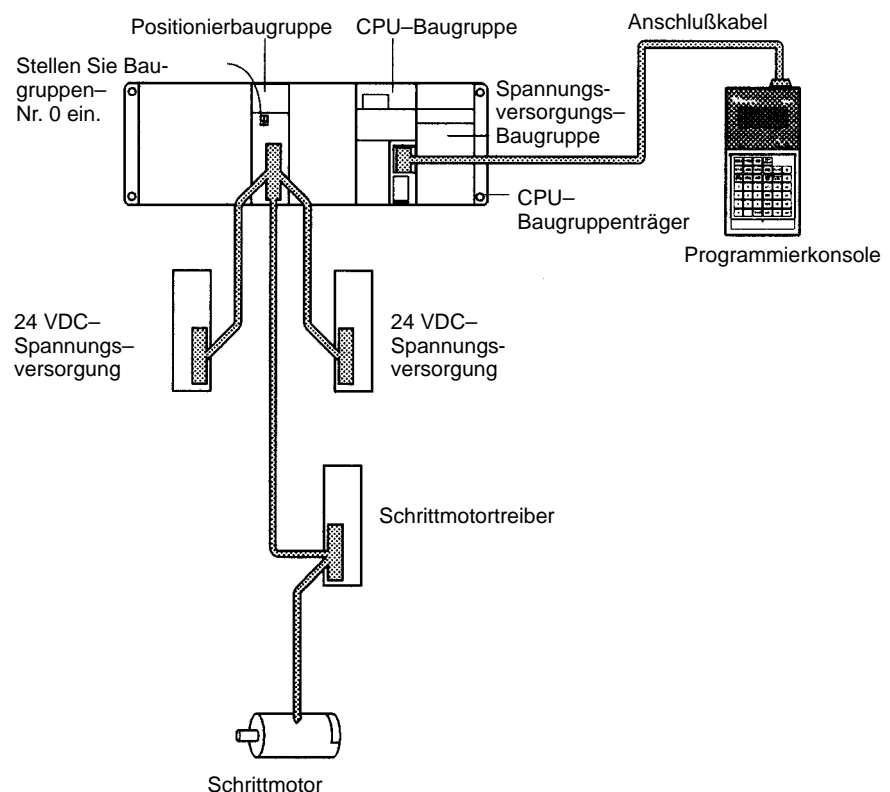 Positionierbaugruppe
CPU–Baugruppe
Anschlußkabel
Stellen Sie Bau-
gruppen–
Nr. 0 ein.
Spannungs-
versorgungs–
Baugruppe
CPU–
Baugruppenträger
Programmierkonsole
24 VDC–
Spannungs–
versorgung
24 VDC–
Spannungs-
versorgung
Schrittmotortreiber
Schrittmotor